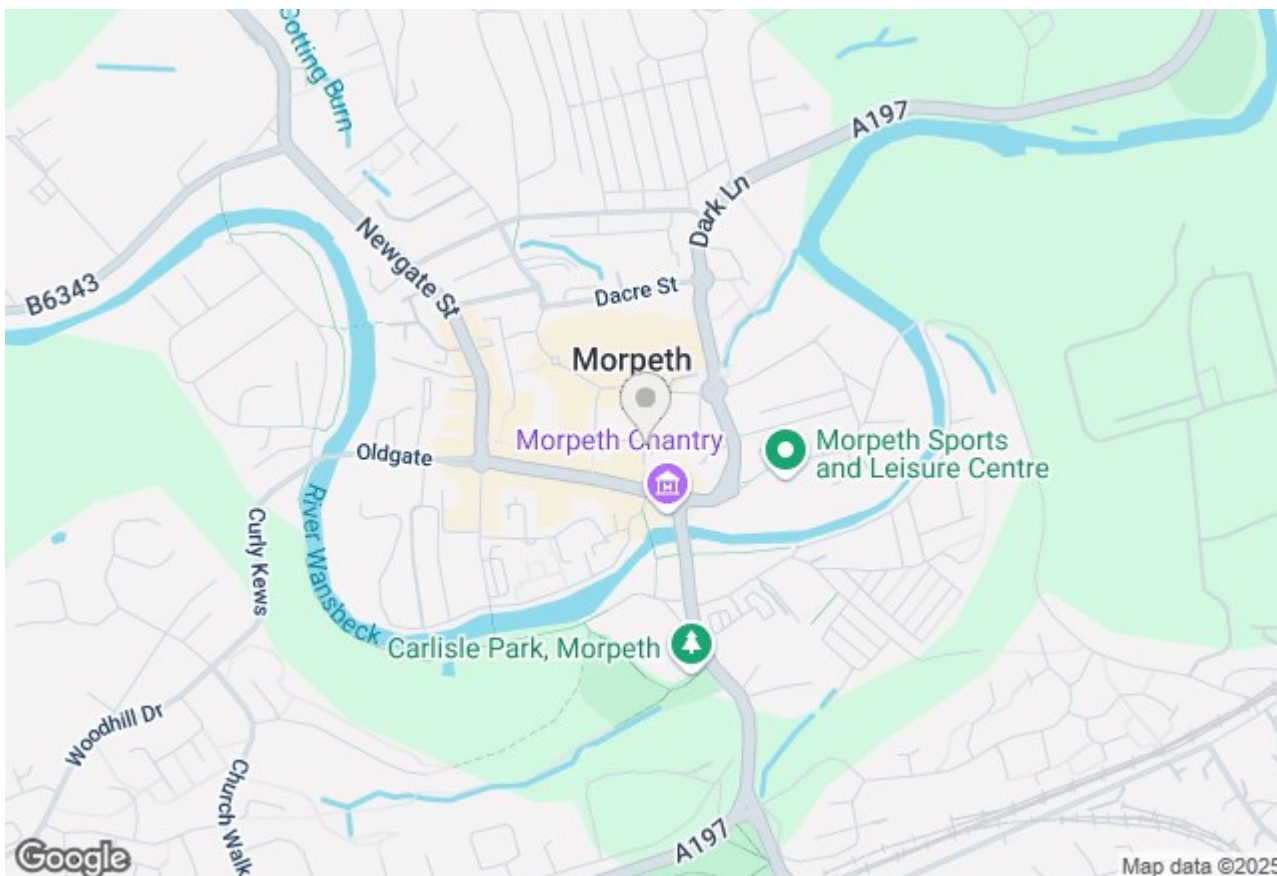 Cotting Burn
A197
Dark Ln
Newgate St
B6343
Dacre St
Morpeth
Morpeth Chantry
Morpeth Sports
and Leisure Centre
Oldgate
River Wansbeck
Curly Kews
Carlisle Park, Morpeth
Woodhill Dr
Church Walk
A197
Google
Map data ©2025